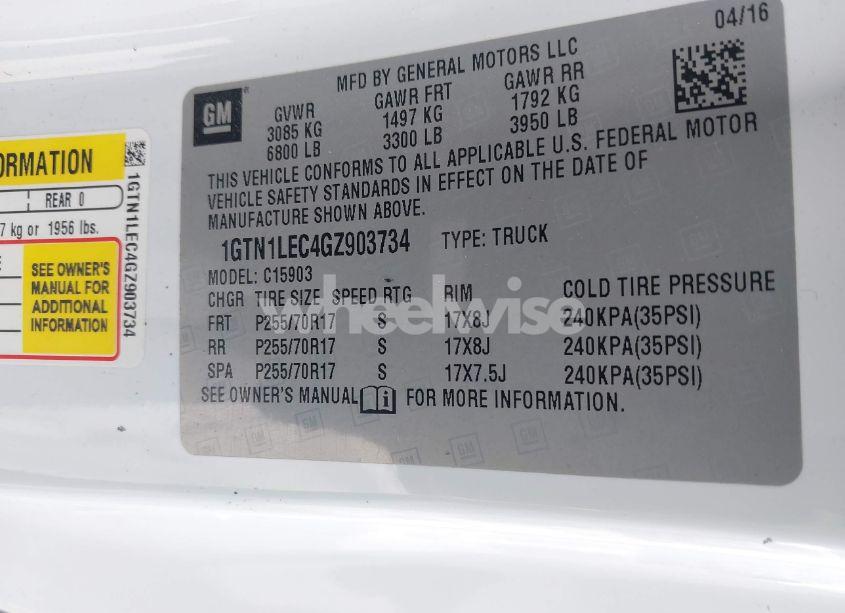 04/16
MFD BY GENERAL MOTORS LLC
GM
GVWR GAWR FRT GAWR RR
3085 KG 1497 KG 1792 KG
6800 LB 3300 LB 3950 LB
THIS VEHICLE CONFORMS TO ALL APPLICABLE U.S. FEDERAL MOTOR
VEHICLE SAFETY STANDARDS IN EFFECT ON THE DATE OF
MANUFACTURE SHOWN ABOVE.
1GTN1LEC4GZ903734 TYPE: TRUCK
MODEL: C15903
CHGR TIRE SIZE SPEED RTG RIM COLD TIRE PRESSURE
FRT P255/70R17 S 17X8J 240KPA(35PSI)
RR P255/70R17 S 17X8J 240KPA(35PSI)
SPA P255/70R17 S 17X7.5J 240KPA(35PSI)
SEE OWNER'S MANUAL FOR MORE INFORMATION.
ORMATION
REAR 0
7 kg or 1956 lbs.
SEE OWNER'S
MANUAL FOR
ADDITIONAL
INFORMATION
1GTN1LEC4GZ903734
wheelwise